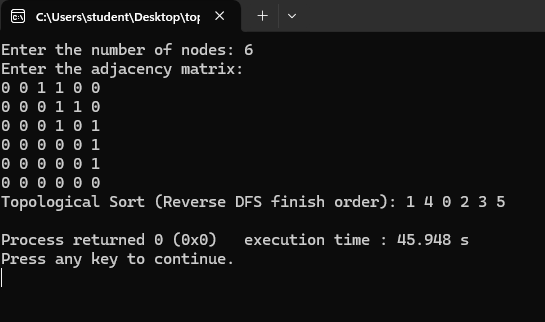 C:\Users\student\Desktop\top
Enter the number of nodes: 6
Enter the adjacency matrix:
0 0 1 1 0 0
0 0 0 1 1 0
0 0 0 1 0 1
0 0 0 0 0 1
0 0 0 0 0 1
0 0 0 0 0 0
Topological Sort (Reverse DFS finish order): 1 4 0 2 3 5
Process returned 0 (0x0)   execution time : 45.948 s
Press any key to continue.